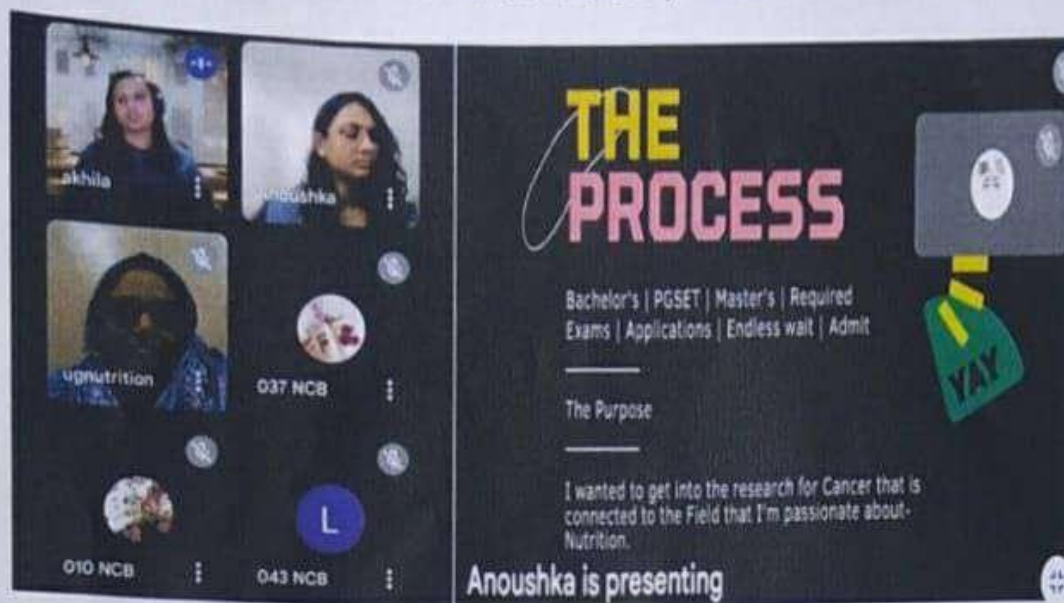 akhila
Anoushka
ugnutrition
037 NCB
010 NCB
L
043 NCB
THE
PROCESS
Bachelor's | PGSET | Master's | Required
Exams | Applications | Endless wait | Admit
The Purpose
I wanted to get into the research for Cancer that is
connected to the Field that I'm passionate about-
Nutrition.
YAY
Anoushka is presenting